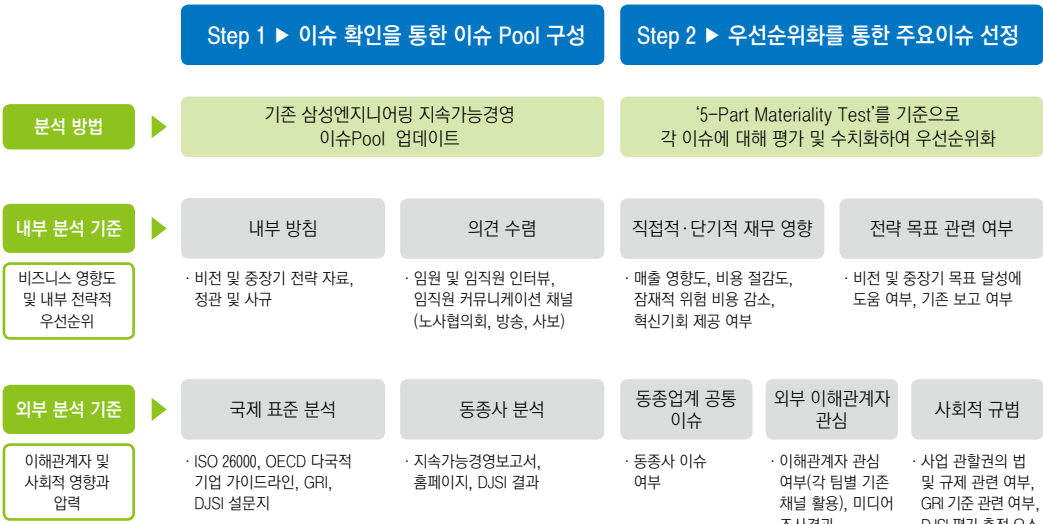 Step 1 ▶ 이슈 확인을 통한 이슈 Pool 구성
Step 2 ▶ 우선순위화를 통한 주요이슈 선정
분석 방법
기존 삼성엔지니어링 지속가능경영
이슈Pool 업데이트
‘5-Part Materiality Test’를 기준으로
각 이슈에 대해 평가 및 수치화하여 우선순위화
내부 분석 기준
비즈니스 영향도
및 내부 전략적
우선순위
내부 방침
· 비전 및 중장기 전략 자료,
정관 및 사규
의견 수렴
· 임원 및 임직원 인터뷰,
임직원 커뮤니케이션 채널
(노사협의회, 방송, 사보)
직접적·단기적 재무 영향
· 매출 영향도, 비용 절감도,
잠재적 위험 비용 감소,
혁신기회 제공 여부
전략 목표 관련 여부
· 비전 및 중장기 목표 달성에
도움 여부, 기존 보고 여부
외부 분석 기준
이해관계자 및
사회적 영향과
압력
국제 표준 분석
· ISO 26000, OECD 다국적
기업 가이드라인, GRI,
DJSI 설문지
동종사 분석
· 지속가능경영보고서,
홈페이지, DJSI 결과
동종업계 공통
이슈
· 동종사 이슈
여부
외부 이해관계자
관심
· 이해관계자 관심
여부(각 팀별 기존
채널 활용), 미디어
사회적 규범
· 사업 관할권의 법
및 규제 관련 여부,
GRI 기준 관련 여부,